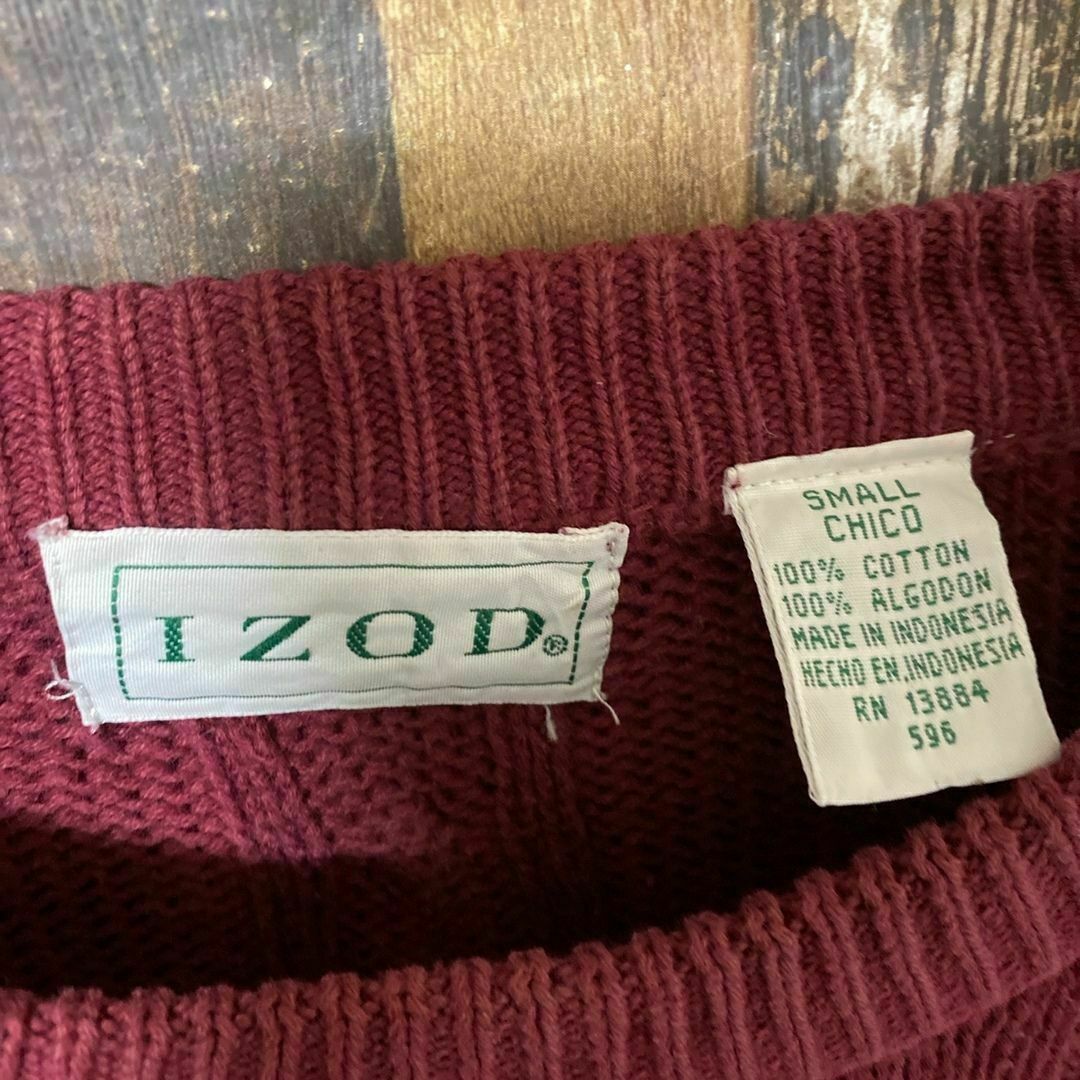 IZOD®
SMALL
CHICO
100% COTTON
100% ALGODON
MADE IN INDONESIA
HECHO EN.INDONESIA
RN 13884
596